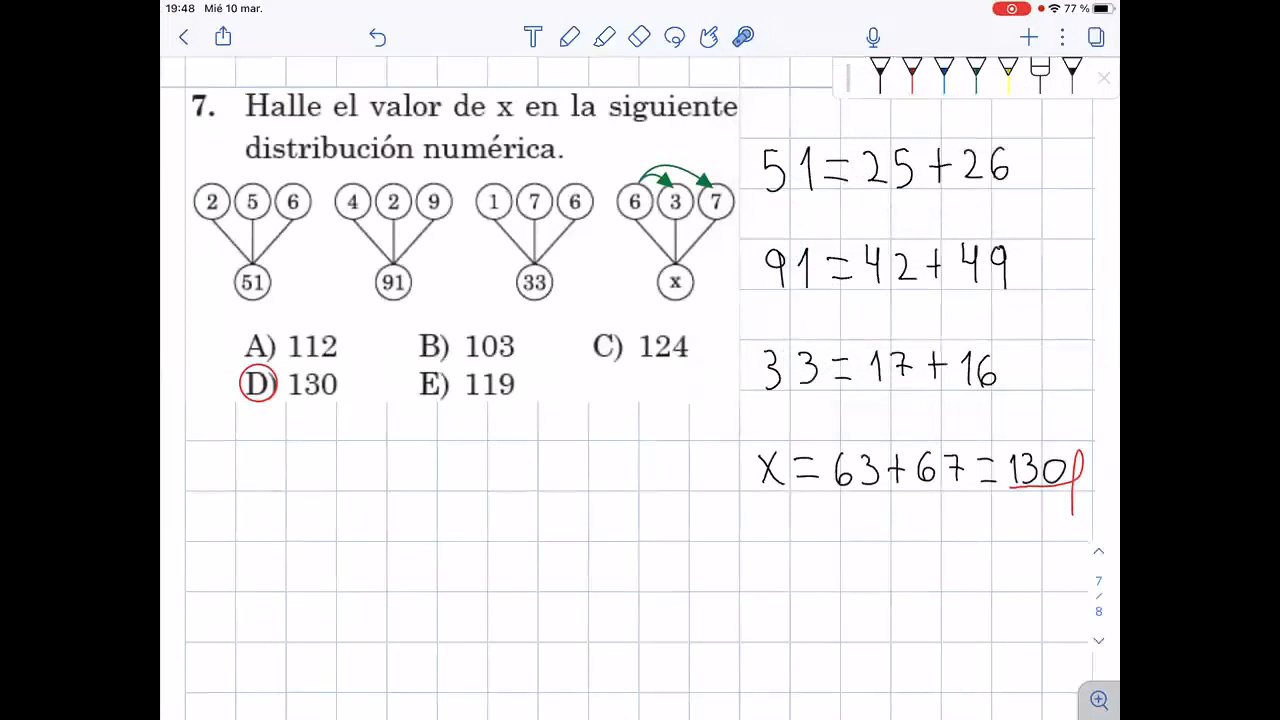 19:48 Mié 10 mar. 77 %
T
7. Halle el valor de x en la siguiente
distribución numérica.
2 5 6 4 2 9 1 7 6 6 3 7
51 91 33 x
A) 112 B) 103 C) 124
D) 130 E) 119
51=25+26
91=42+49
33=17+16
x=63+67=130
7
/
8